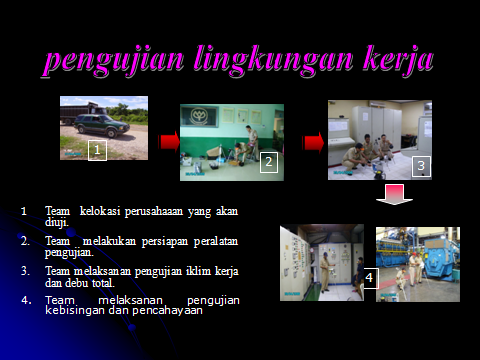 pengujian lingkungan kerja
1
2
3
4
1 Team kelokasi perusahaaan yang akan
diuji.
2. Team melakukan persiapan peralatan
pengujian.
3. Team melaksanan pengujian iklim kerja
dan debu total.
4. Team melaksanan pengujian
kebisingan dan pencahayaan